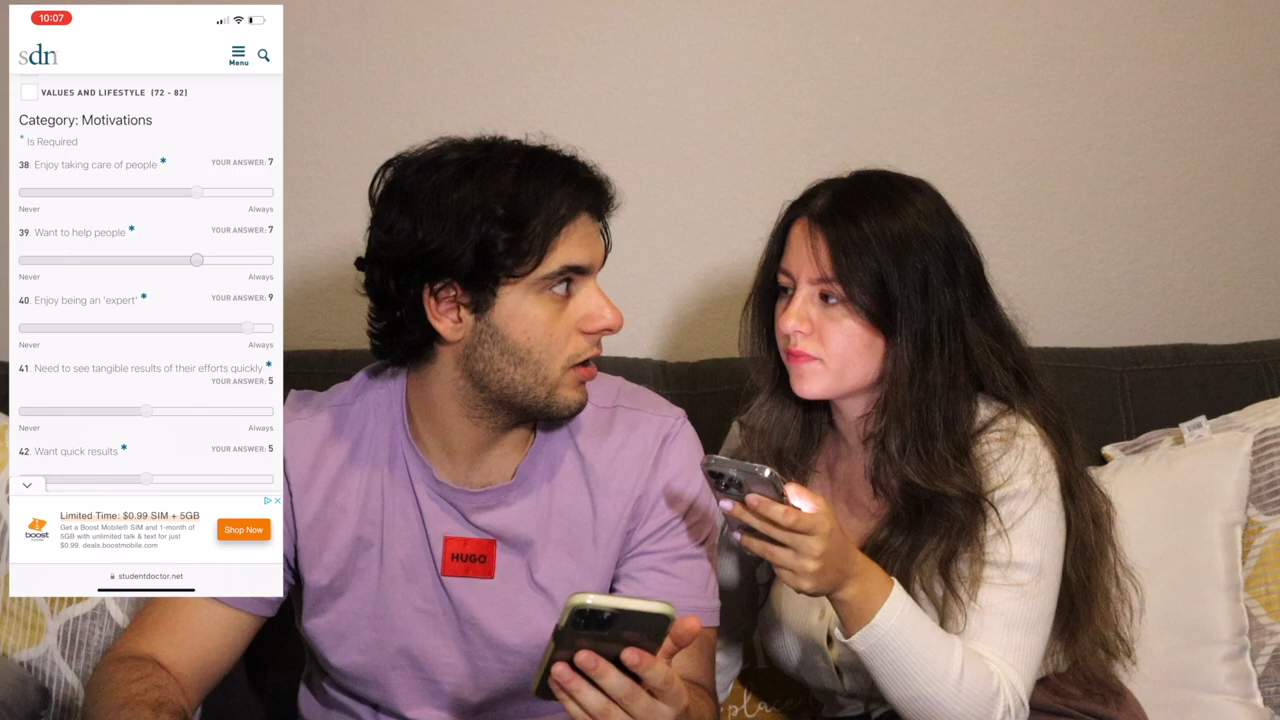 10:07
sdn
Menu
VALUES AND LIFESTYLE (72 - 82)
Category: Motivations
* Is Required
38. Enjoy taking care of people * YOUR ANSWER: 7
Never Always
39. Want to help people * YOUR ANSWER: 7
Never Always
40. Enjoy being an 'expert' * YOUR ANSWER: 9
Never Always
41. Need to see tangible results of their efforts quickly *
YOUR ANSWER: 5
Never Always
42. Want quick results * YOUR ANSWER: 5
Limited Time: $0.99 SIM + 5GB
Get a Boost Mobile® SIM and 1-month of
5GB with unlimited talk & text for just
$0.99. deals.boostmobile.com
boost
Shop Now
studentdoctor.net
HUGO
place